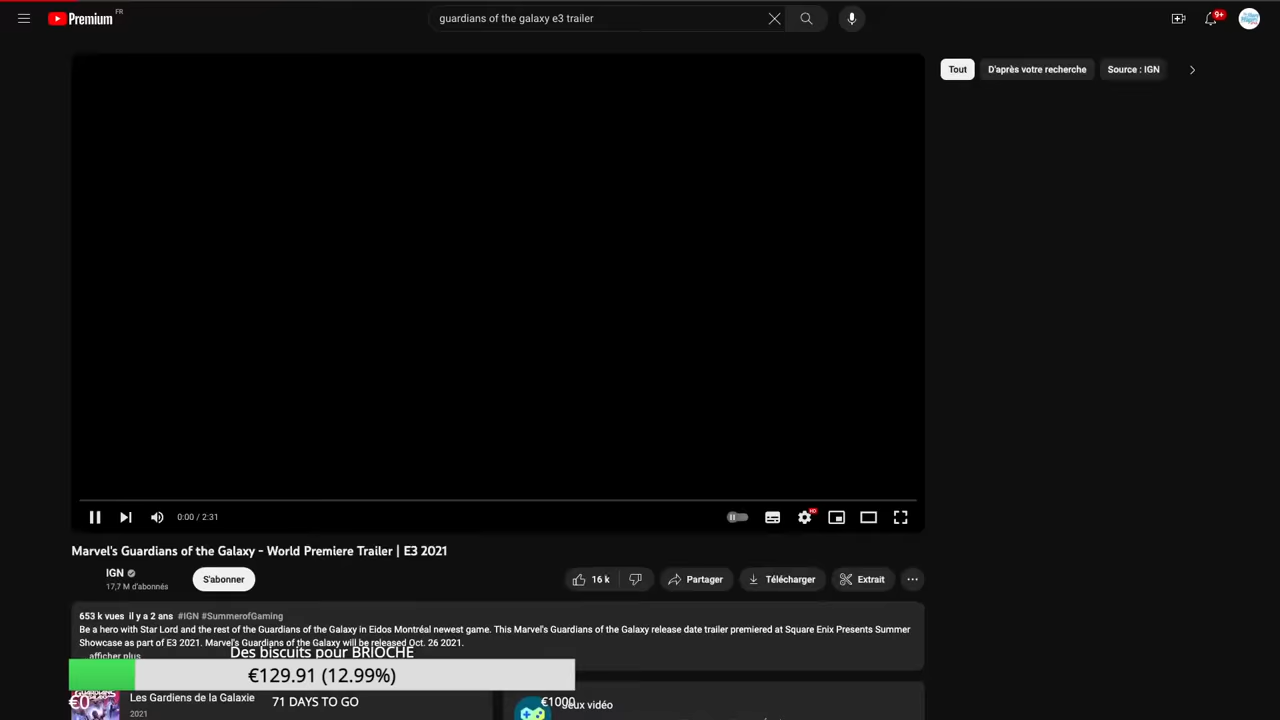 Premium FR
guardians of the galaxy e3 trailer
9+
Tout
D'après votre recherche
Source : IGN
0:00 / 2:31
HD
Marvel's Guardians of the Galaxy - World Premiere Trailer | E3 2021
IGN
17,7 M d'abonnés
S'abonner
16 k
Partager
Télécharger
Extrait
653 k vues il y a 2 ans #IGN #SummerofGaming
Be a hero with Star Lord and the rest of the Guardians of the Galaxy in Eidos Montréal newest game. This Marvel's Guardians of the Galaxy release date trailer premiered at Square Enix Presents Summer
Showcase as part of E3 2021. Marvel's Guardians of the Galaxy will be released Oct. 26 2021.
afficher plus
Des biscuits pour BRIOCHE
€129.91 (12.99%)
Les Gardiens de la Galaxie
2021
€0
71 DAYS TO GO
€1000
Jeux vidéo